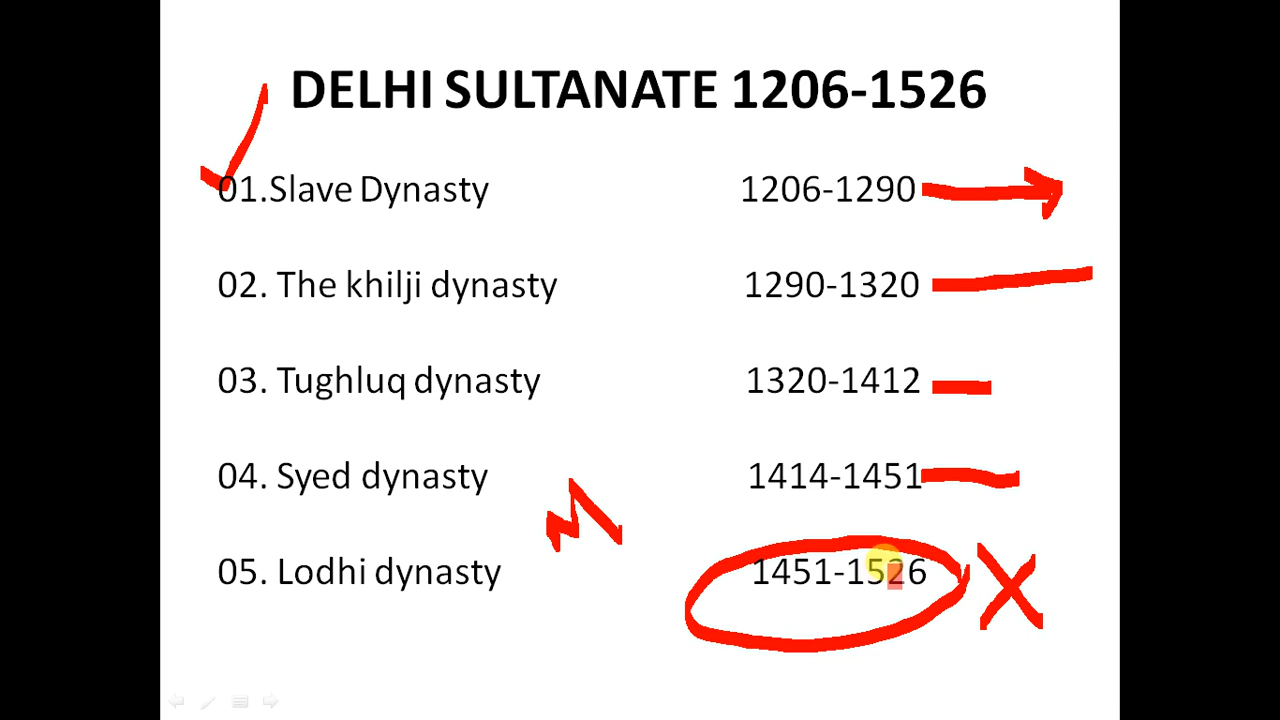 DELHI SULTANATE 1206-1526
01.Slave Dynasty 1206-1290
02. The khilji dynasty 1290-1320
03. Tughluq dynasty 1320-1412
04. Syed dynasty 1414-1451
05. Lodhi dynasty 1451-1526